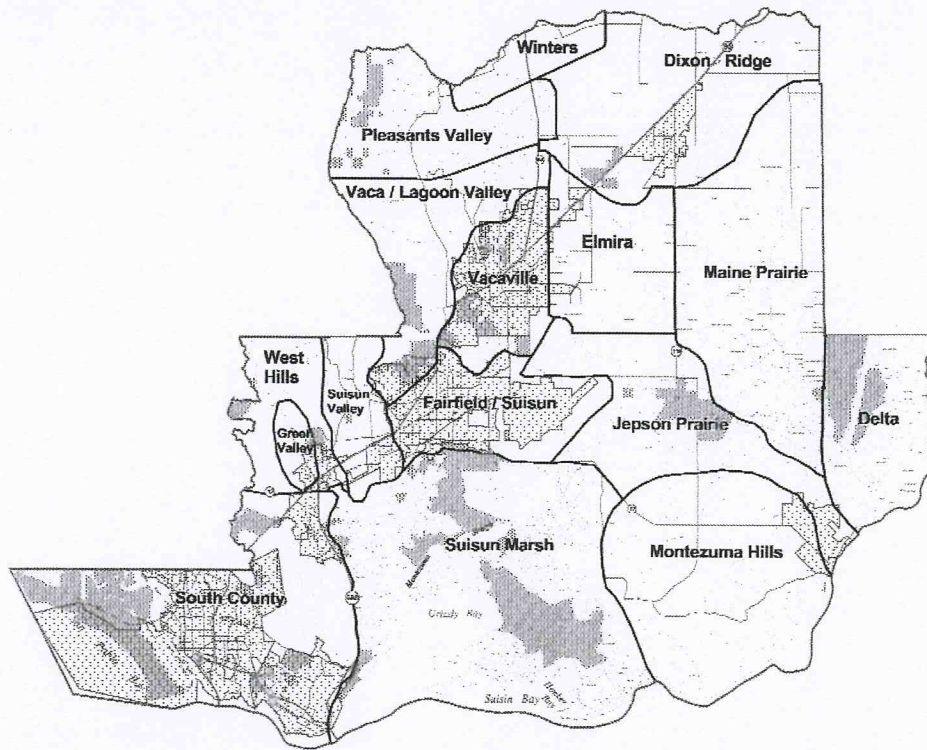 Winters
Dixon Ridge
Pleasants Valley
Vaca / Lagoon Valley
Elmira
Vacaville
Maine Prairie
West
Hills
Suisun
Valley
Fairfield / Suisun
Green
Valley
Jepson Prairie
Delta
Suisun Marsh
Montezuma Hills
South County
Grizzly Bay
Suisin Bay